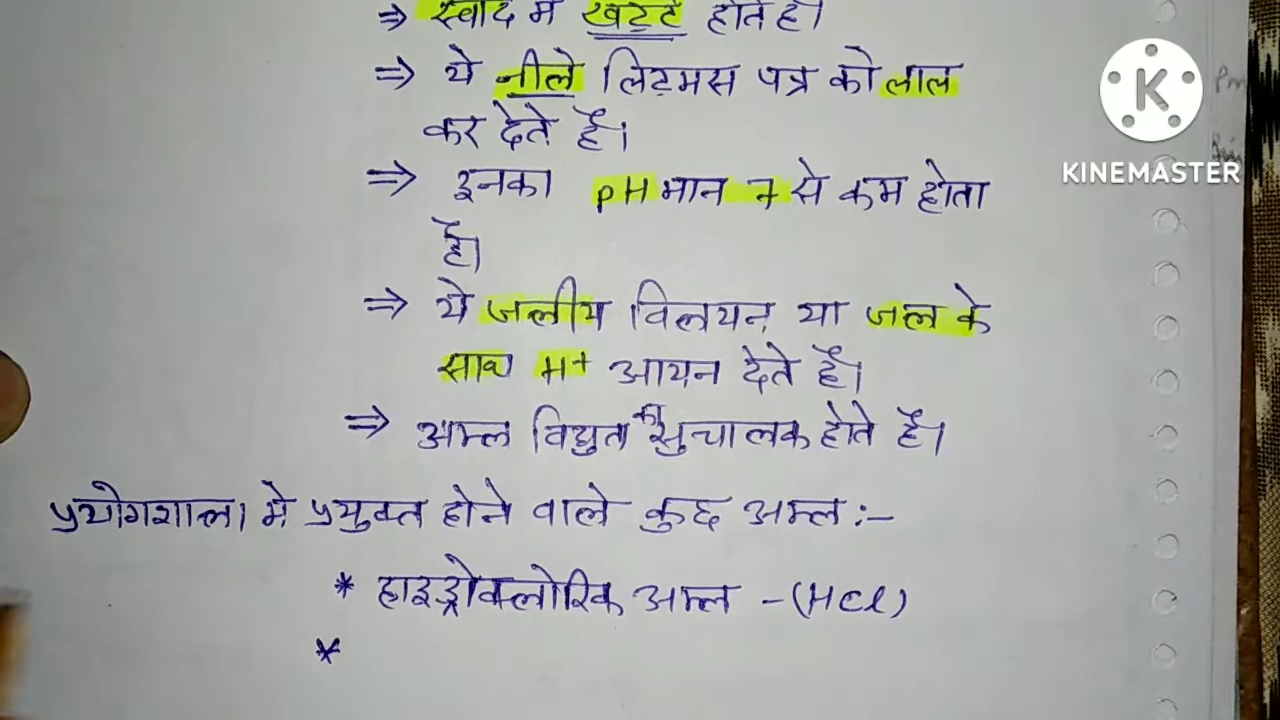 ⇒ स्वाद में खट्टे होते है।
⇒ ये नीले लिटमस पत्र को लाल
कर देते हैं।
⇒ इनका pH मान 7 से कम होता
है।
⇒ ये जलीय विलयन या जल के
साथ H+ आयन देते हैं।
⇒ अम्ल विद्युत के सुचालक होते हैं।
प्रयोगशाला में प्रयुक्त होने वाले कुछ अम्ल :-
* हाइड्रोक्लोरिक अम्ल - (HCl)
*
K
KINEMASTER